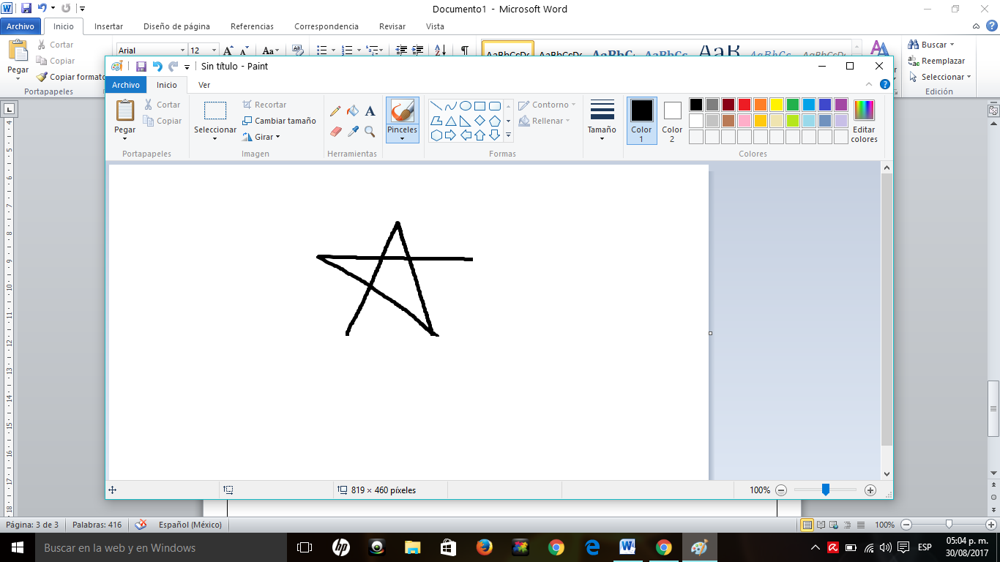 Documento1 - Microsoft Word
Archivo Inicio Insertar Diseño de página Referencias Correspondencia Revisar Vista
Pegar
Cortar
Copiar
Copiar formato
Portapapeles
Arial 12
Aa
AaBbCcDc AaBbCcDc AaBbC AaBbCc AaB AaBbCc AaBbCcDc
Buscar
Reemplazar
Seleccionar
Edición
Sin título - Paint
Archivo Inicio Ver
Pegar
Cortar
Copiar
Portapapeles
Seleccionar
Recortar
Cambiar tamaño
Girar
Imagen
A
Herramientas
Pinceles
Contorno
Rellenar
Formas
Tamaño
Color 1
Color 2
Editar colores
Colores
819 × 460 píxeles
100%
Página: 3 de 3 Palabras: 416 Español (México) 100%
Buscar en la web y en Windows
hp
ESP
05:04 p. m.
30/08/2017